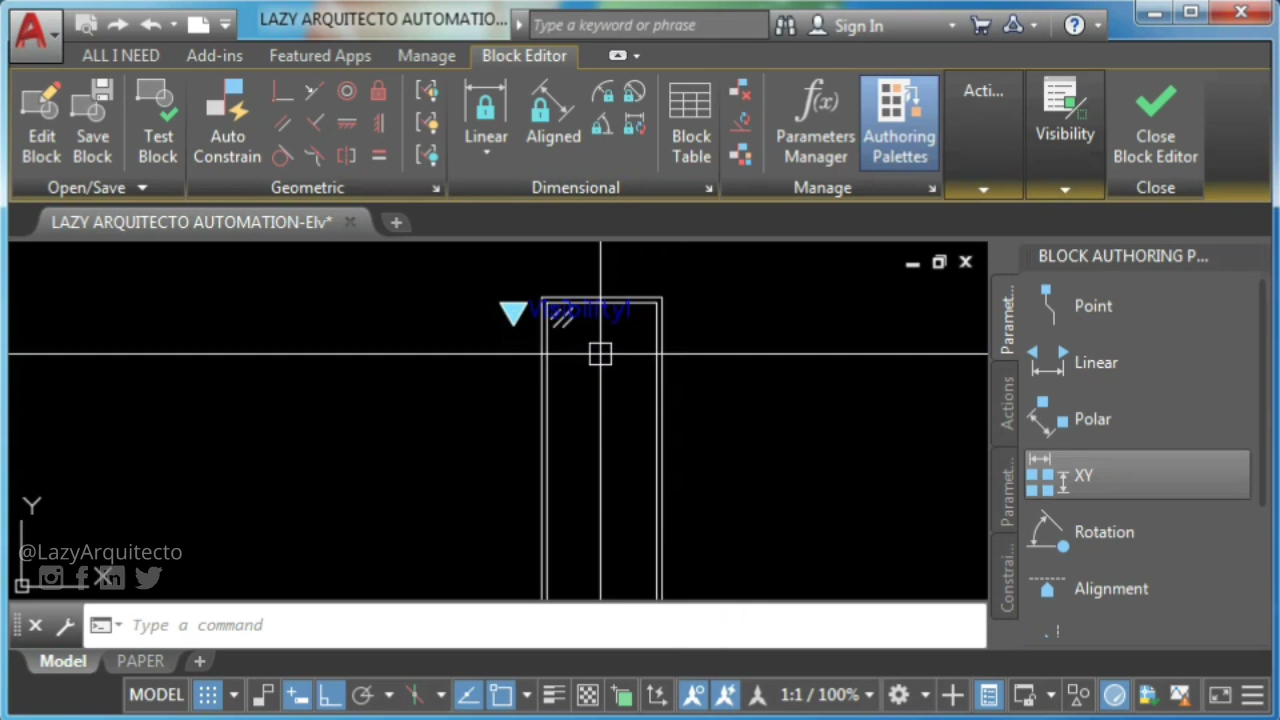 LAZY ARQUITECTO AUTOMATIO...
Type a keyword or phrase
Sign In
ALL I NEED
Add-ins
Featured Apps
Manage
Block Editor
Edit
Block
Save
Block
Test
Block
Auto
Constrain
Linear
Aligned
Block
Table
Parameters
Manager
Authoring
Palettes
Acti...
Visibility
Close
Block Editor
Open/Save
Geometric
Dimensional
Manage
Close
LAZY ARQUITECTO AUTOMATION-Elv*
BLOCK AUTHORING P...
Paramet...
Actions
Paramet...
Constrai...
Point
Linear
Polar
XY
Rotation
Alignment
Visibility1
Y
X
@LazyArquitecto
Type a command
Model
PAPER
MODEL
1:1 / 100%